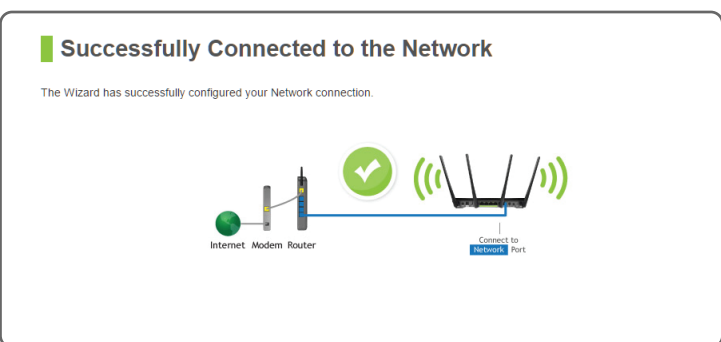 Successfully Connected to the Network
The Wizard has successfully configured your Network connection.
Internet Modem Router
Connect to
Network Port